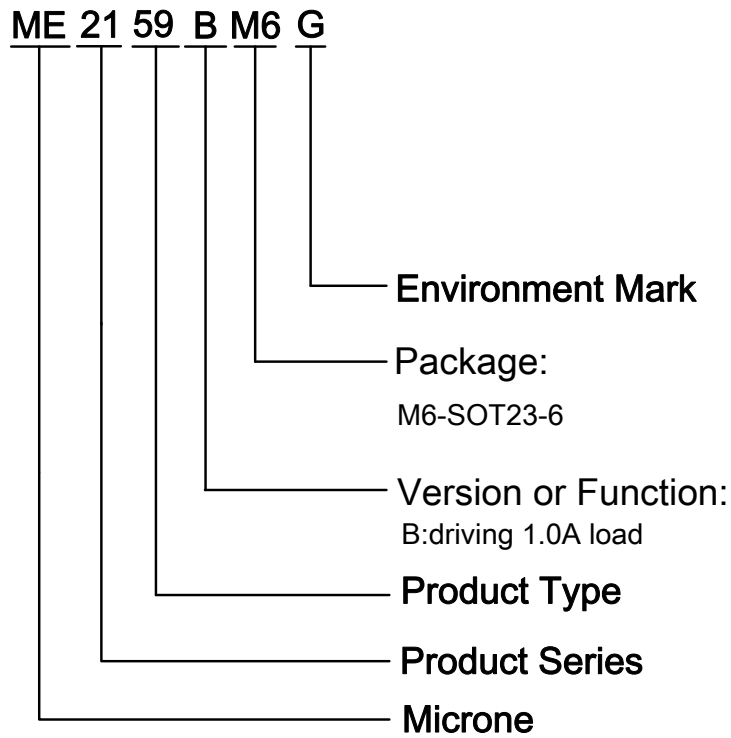 ME 21 59 B M6 G
Environment Mark
Package:
M6-SOT23-6
Version or Function:
B:driving 1.0A load
Product Type
Product Series
Microne